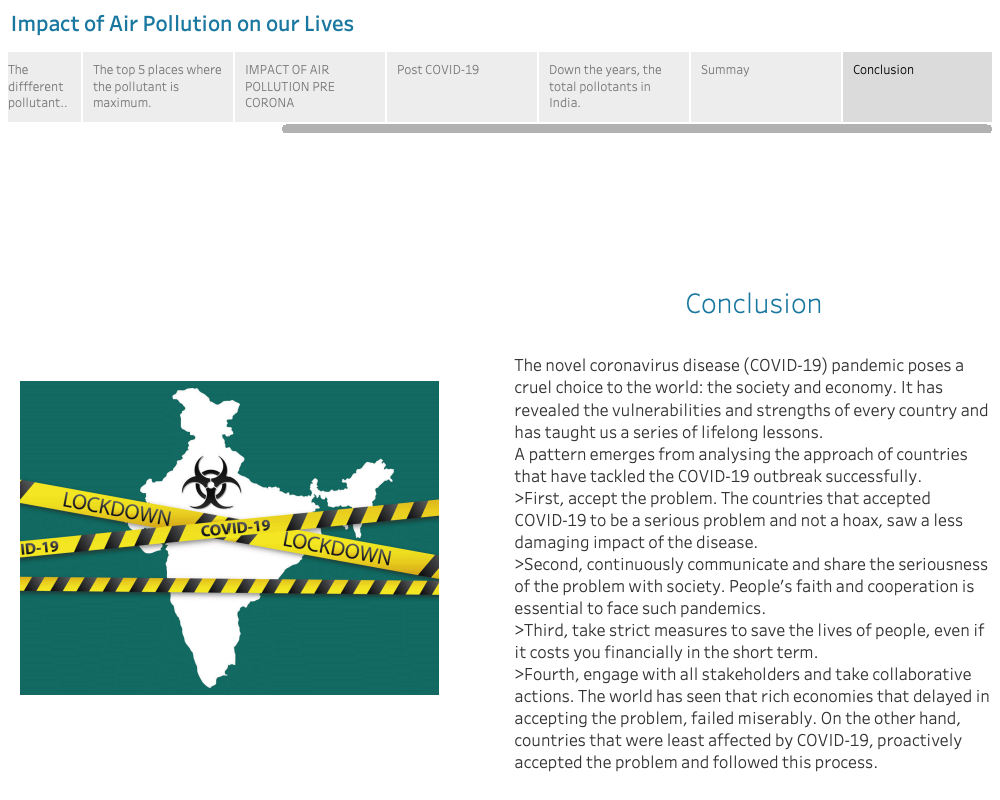 Impact of Air Pollution on our Lives
The
diffferent
pollutant..
The top 5 places where
the pollutant is
maximum.
IMPACT OF AIR
POLLUTION PRE
CORONA
Post COVID-19
Down the years, the
total pollotants in
India.
Summay
Conclusion
Conclusion
The novel coronavirus disease (COVID-19) pandemic poses a
cruel choice to the world: the society and economy. It has
revealed the vulnerabilities and strengths of every country and
has taught us a series of lifelong lessons.
A pattern emerges from analysing the approach of countries
that have tackled the COVID-19 outbreak successfully.
>First, accept the problem. The countries that accepted
COVID-19 to be a serious problem and not a hoax, saw a less
damaging impact of the disease.
>Second, continuously communicate and share the seriousness
of the problem with society. People's faith and cooperation is
essential to face such pandemics.
>Third, take strict measures to save the lives of people, even if
it costs you financially in the short term.
>Fourth, engage with all stakeholders and take collaborative
actions. The world has seen that rich economies that delayed in
accepting the problem, failed miserably. On the other hand,
countries that were least affected by COVID-19, proactively
accepted the problem and followed this process.
LOCKDOWN
COVID-19
ID-19
LOCKDOWN